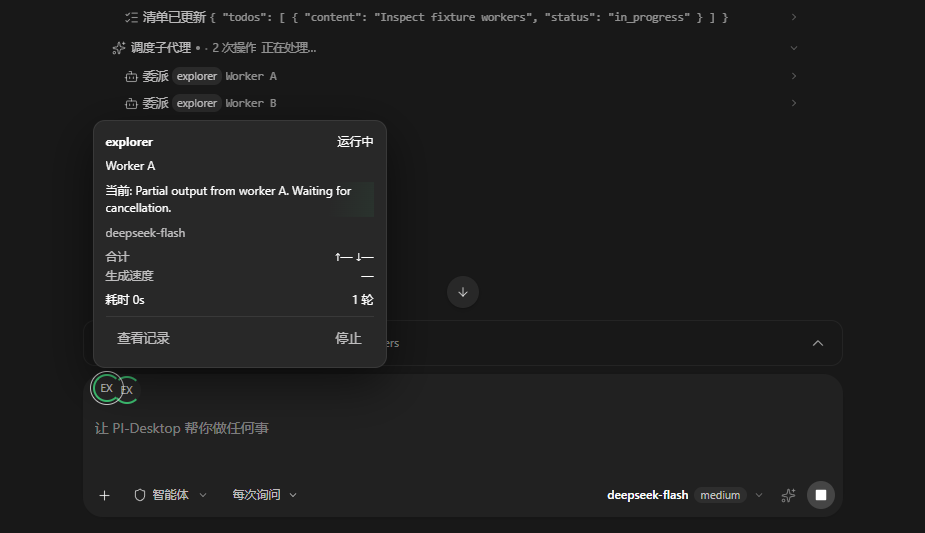 清单已更新 { "todos": [ { "content": "Inspect fixture workers", "status": "in_progress" } ] }
调度子代理 • · 2 次操作 正在处理...
委派 explorer Worker A
委派 explorer Worker B
explorer 运行中
Worker A
当前: Partial output from worker A. Waiting for
cancellation.
deepseek-flash
合计 ↑— ↓—
生成速度 —
耗时 0s 1 轮
查看记录 停止
ers
EX EX
让 PI-Desktop 帮你做任何事
智能体 每次询问 deepseek-flash medium